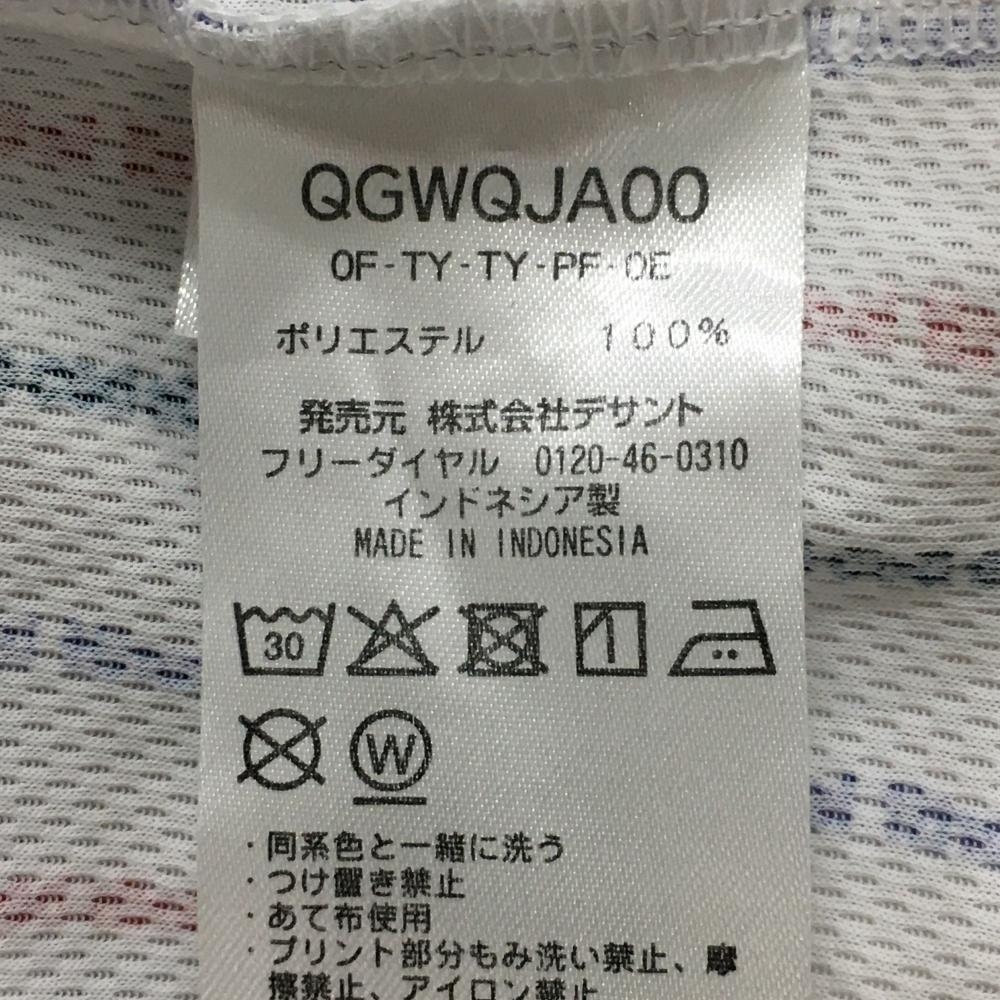 QGWQJA00
OF-TY-TY-PF-OE
ポリエステル 100%
発売元 株式会社デサント
フリーダイヤル 0120-46-0310
インドネシア製
MADE IN INDONESIA
30
W
・同系色と一緒に洗う
・つけ置き禁止
・あて布使用
・プリント部分もみ洗い禁止、摩
擦禁止、アイロン禁止